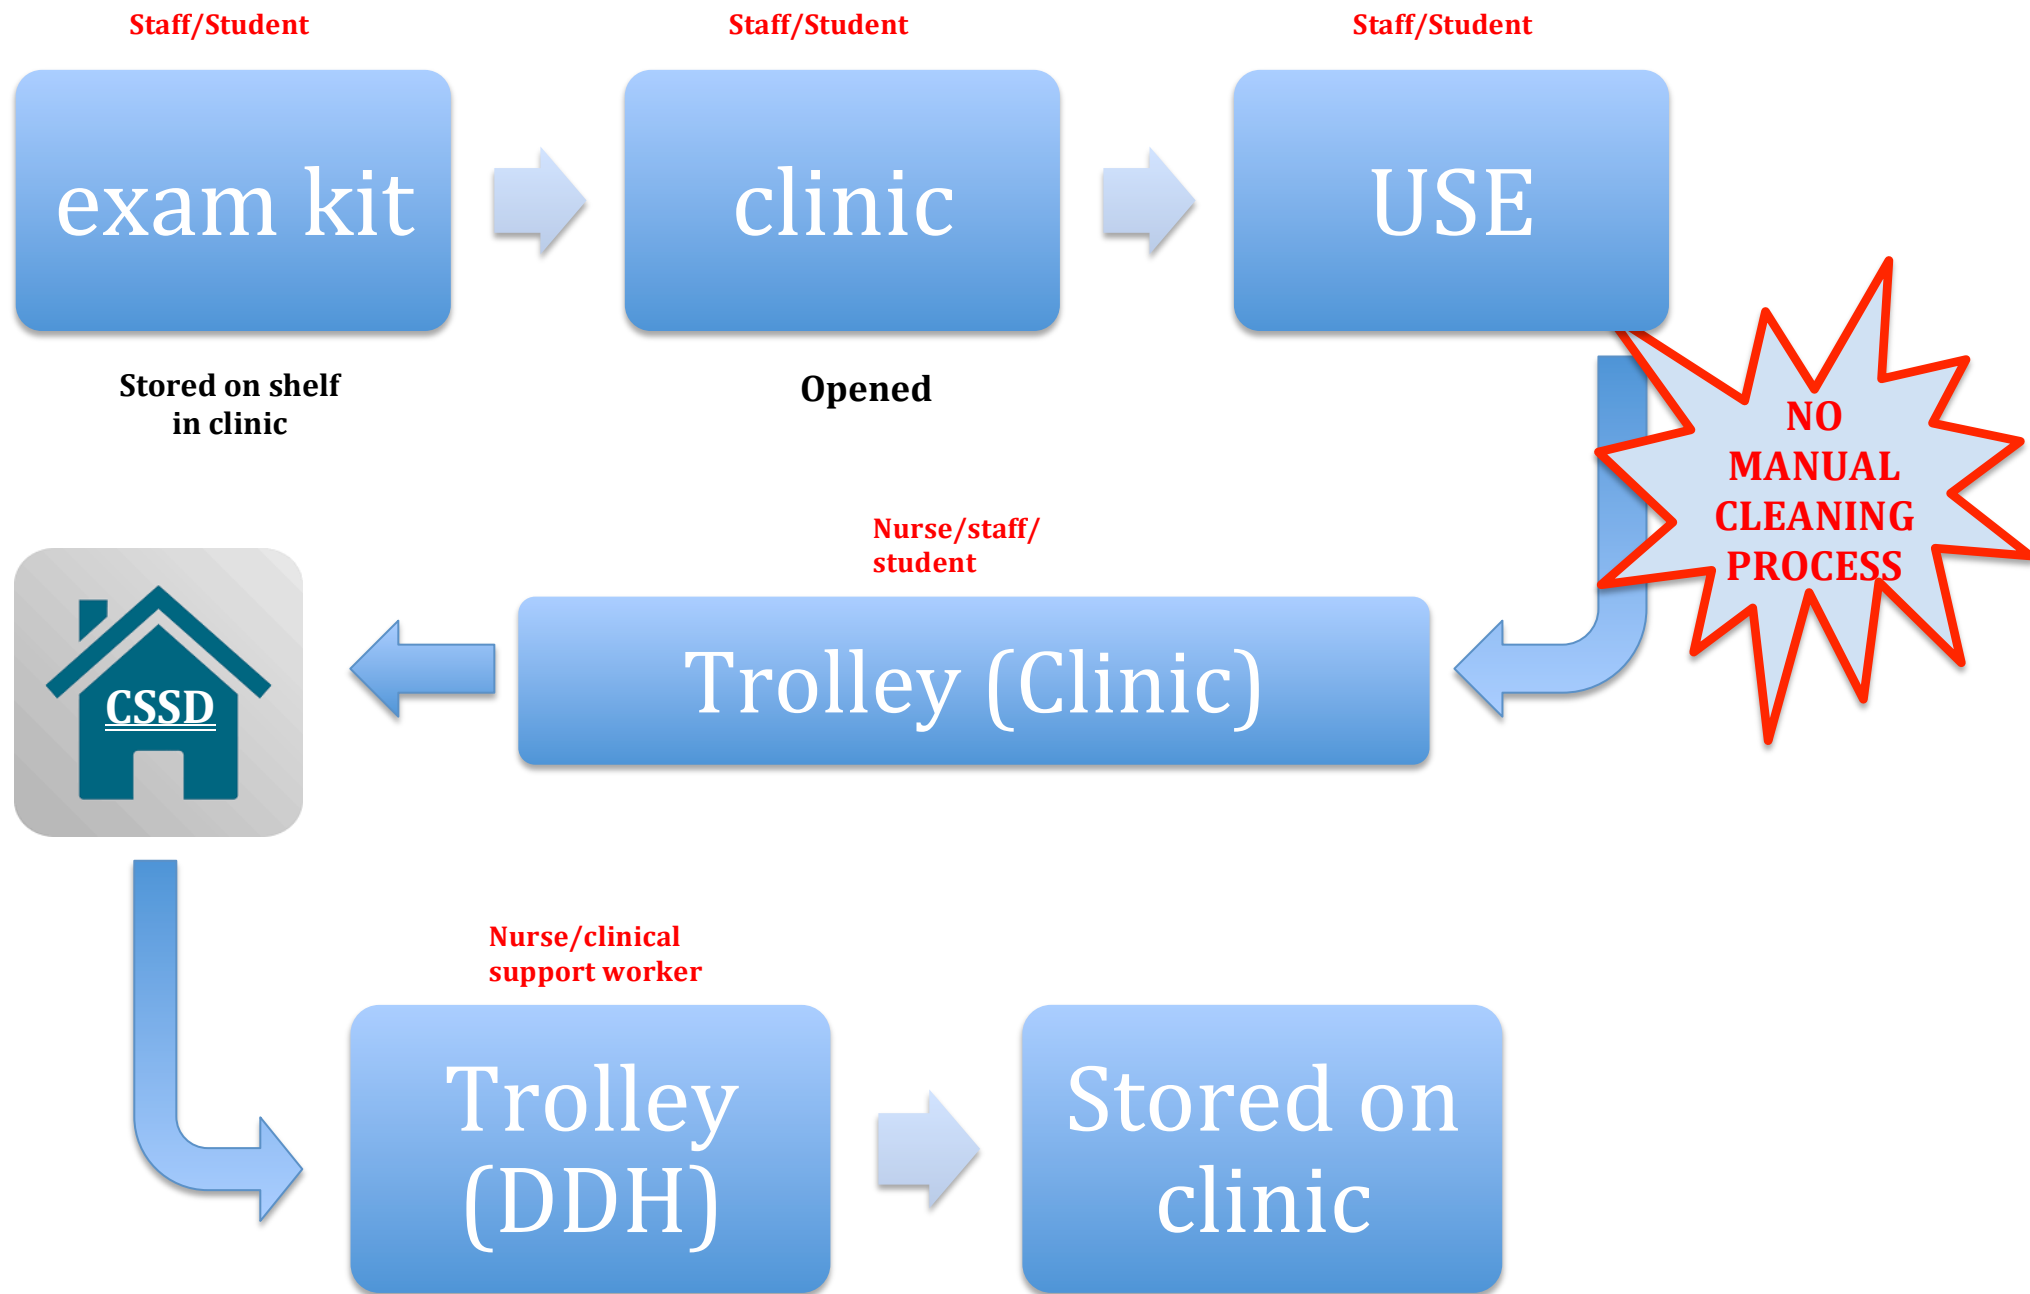 Staff/Student
Staff/Student
Staff/Student
exam kit
clinic
USE
Stored on shelf
in clinic
Opened
NO
MANUAL
CLEANING
PROCESS
Nurse/staff/
student
Trolley (Clinic)
CSSD
Nurse/clinical
support worker
Trolley
(DDH)
Stored on
clinic